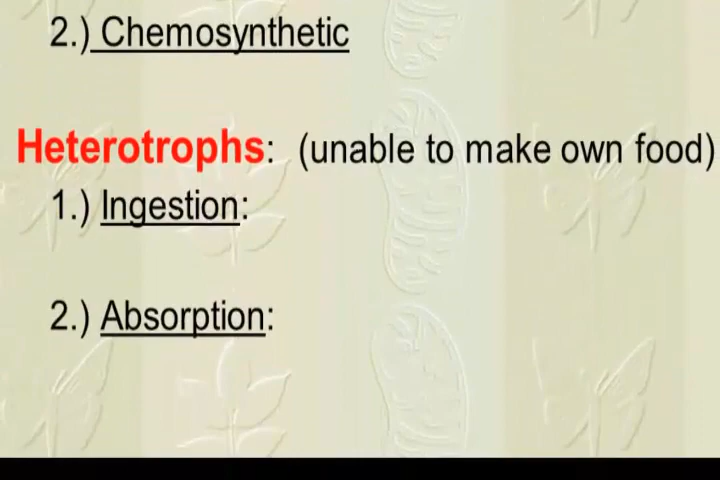 2.) Chemosynthetic
Heterotrophs: (unable to make own food)
1.) Ingestion:
2.) Absorption: